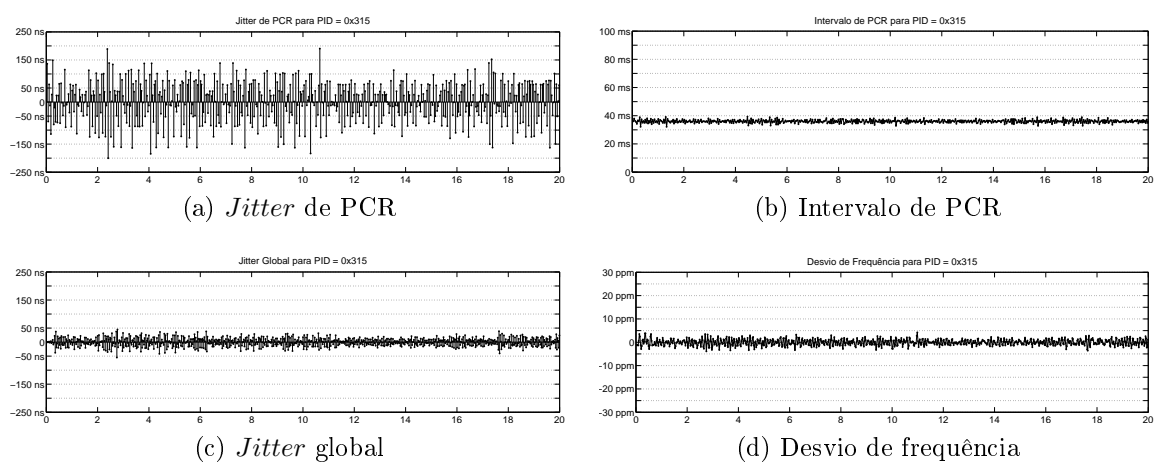 Jitter de PCR para PID = 0x315
250 ns
150 ns
50 ns
0
−50 ns
−150 ns
−250 ns
0 2 4 6 8 10 12 14 16 18 20
(a) Jitter de PCR
Intervalo de PCR para PID = 0x315
100 ms
80 ms
60 ms
40 ms
20 ms
0
0 2 4 6 8 10 12 14 16 18 20
(b) Intervalo de PCR
Jitter Global para PID = 0x315
250 ns
150 ns
50 ns
0
−50 ns
−150 ns
−250 ns
0 2 4 6 8 10 12 14 16 18 20
(c) Jitter global
Desvio de Frequência para PID = 0x315
30 ppm
20 ppm
10 ppm
0
-10 ppm
-20 ppm
-30 ppm
0 2 4 6 8 10 12 14 16 18 20
(d) Desvio de frequência